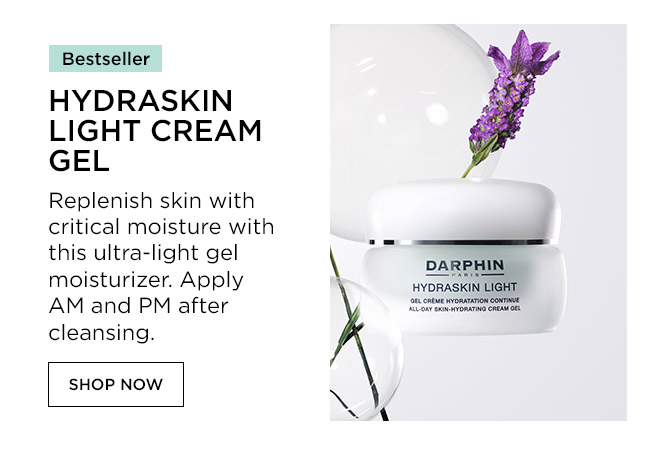 Bestseller
HYDRASKIN
LIGHT CREAM
GEL
Replenish skin with
critical moisture with
this ultra-light gel
moisturizer. Apply
AM and PM after
cleansing.
SHOP NOW
DARPHIN
PARIS
HYDRASKIN LIGHT
GEL CRÈME HYDRATATION CONTINUE
ALL-DAY SKIN-HYDRATING CREAM GEL